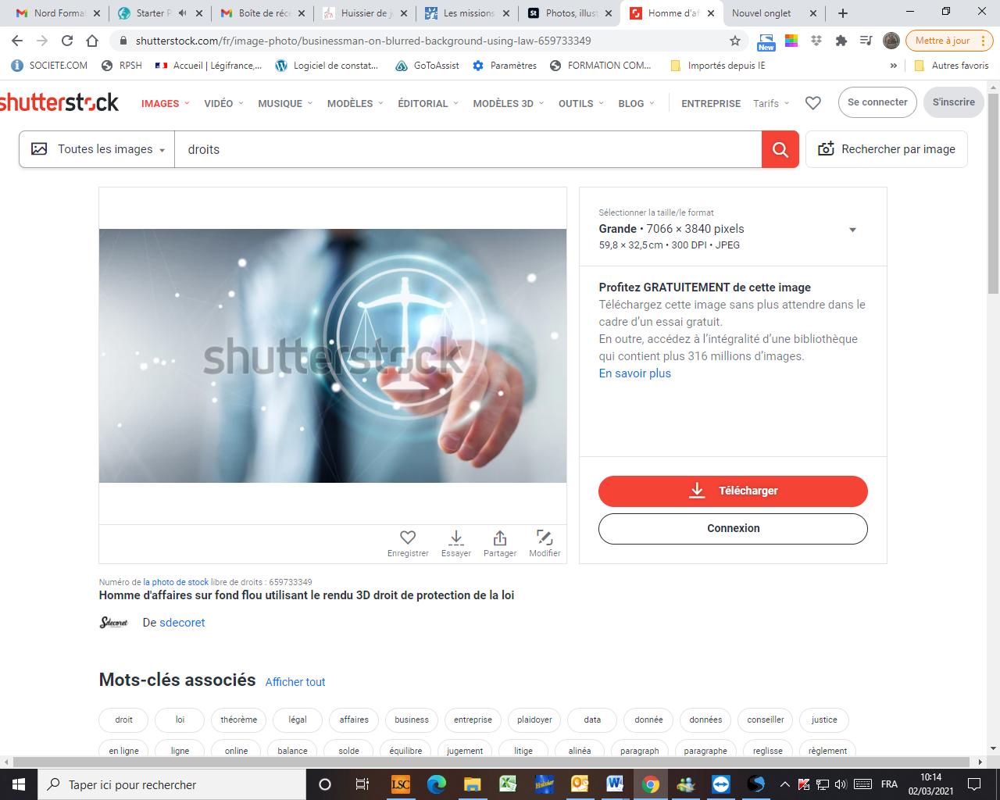 Nord Format
Starter P
Boîte de réce
Huissier de j
Les missions
Photos, illust
Homme d'af
Nouvel onglet
shutterstock.com/fr/image-photo/businessman-on-blurred-background-using-law-659733349
New
Mettre à jour
SOCIETE.COM
RPSH
Accueil | Légifrance,...
Logiciel de constat...
GoToAssist
Paramètres
FORMATION COM...
Importés depuis IE
»
Autres favoris
shutterstock
IMAGES
VIDÉO
MUSIQUE
MODÈLES
ÉDITORIAL
MODÈLES 3D
OUTILS
BLOG
ENTREPRISE
Tarifs
Se connecter
S'inscrire
Toutes les images
droits
Rechercher par image
shutterstock
Sélectionner la taille/le format
Grande • 7066 × 3840 pixels
59,8 × 32,5 cm • 300 DPI • JPEG
Profitez GRATUITEMENT de cette image
Téléchargez cette image sans plus attendre dans le
cadre d’un essai gratuit.
En outre, accédez à l’intégralité d’une bibliothèque
qui contient plus 316 millions d’images.
En savoir plus
Télécharger
Connexion
Enregistrer
Essayer
Partager
Modifier
Numéro de la photo de stock libre de droits : 659733349
Homme d'affaires sur fond flou utilisant le rendu 3D droit de protection de la loi
Sdecoret
De sdecoret
Mots-clés associés Afficher tout
droit
loi
théorème
légal
affaires
business
entreprise
plaidoyer
data
donnée
données
conseiller
justice
en ligne
ligne
online
balance
solde
équilibre
jugement
litige
alinéa
paragraph
paragraphe
reglisse
règlement
Taper ici pour rechercher
LSC
FRA
10:14
02/03/2021